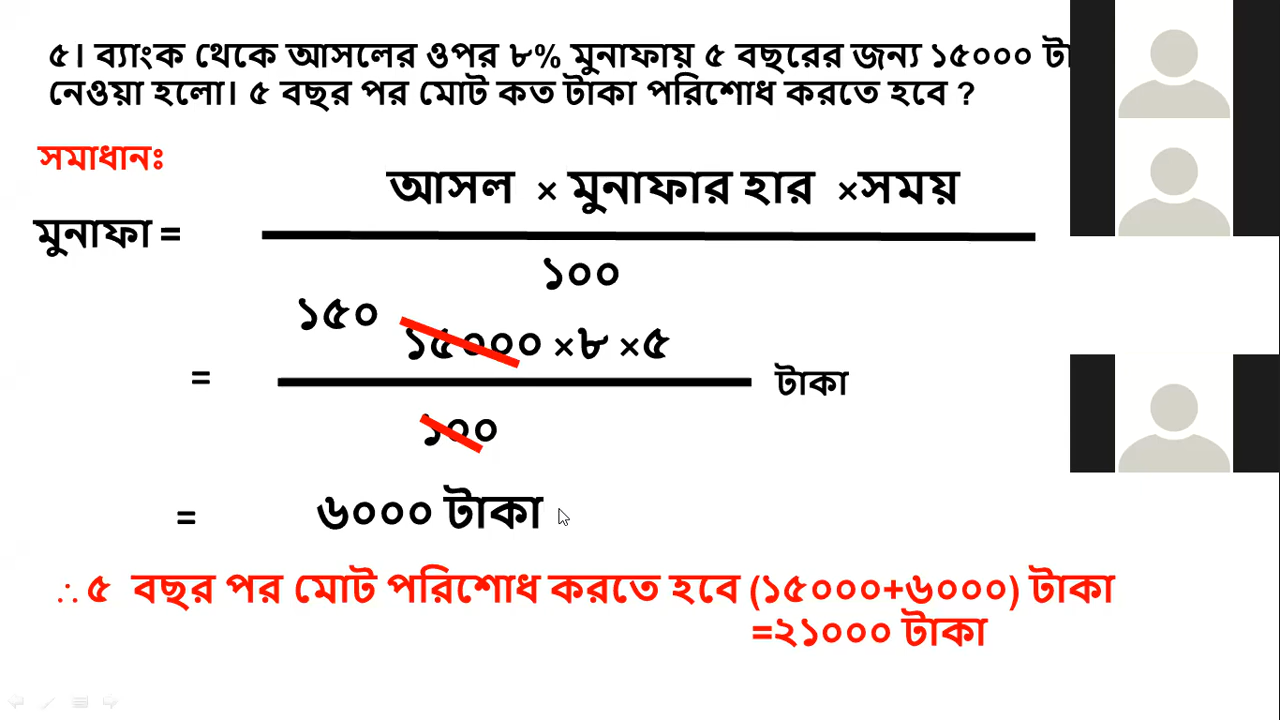 ৫। ব্যাংক থেকে আসলের ওপর ৮% মুনাফায় ৫ বছরের জন্য ১৫০০০
নেওয়া হলো। ৫ বছর পর মোট কত টাকা পরিশোধ করতে হবে ?
সমাধানঃ
আসল × মুনাফার হার ×সময়
মুনাফা =
১০০
১৫০
১৫০০০ ×৮ ×৫
= টাকা
১০০
= ৬০০০ টাকা
∴ ৫ বছর পর মোট পরিশোধ করতে হবে (১৫০০০+৬০০০) টাকা
=২১০০০ টাকা